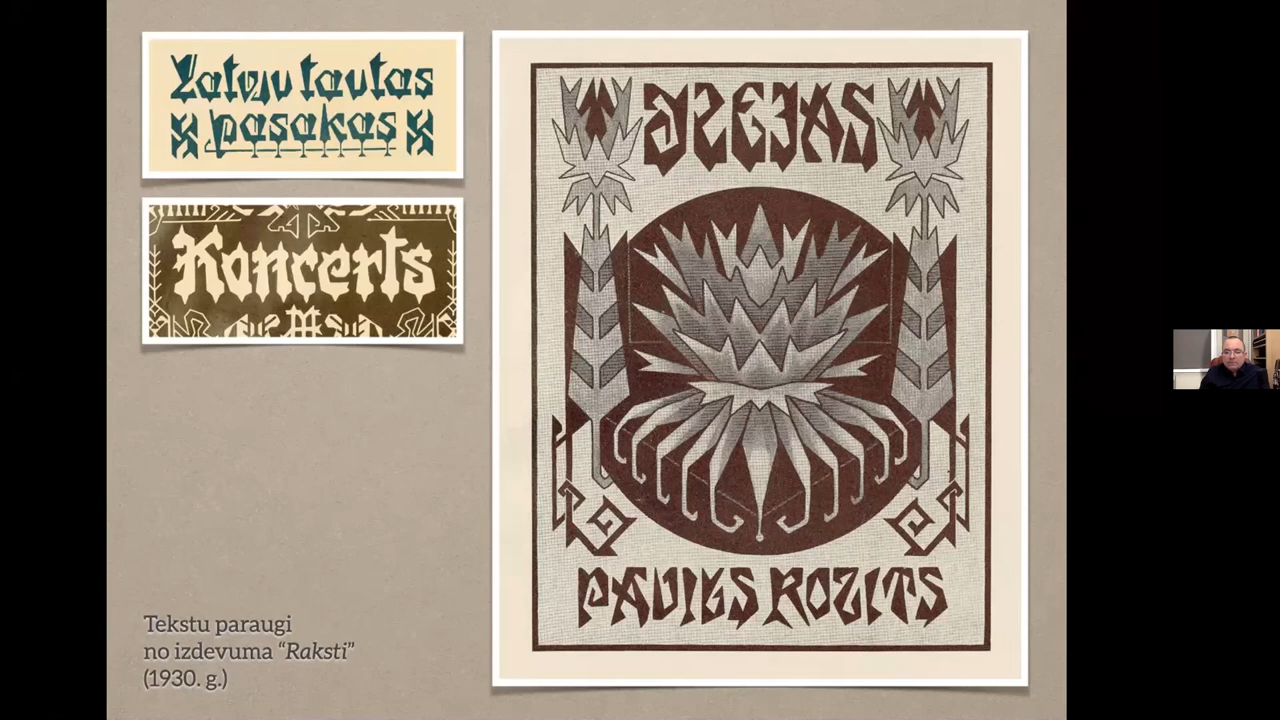 Latvju tautas
pasakas
Koncerts
DZEJAS
PAVILS ROZITS
Tekstu paraugi
no izdevuma “Raksti”
(1930. g.)